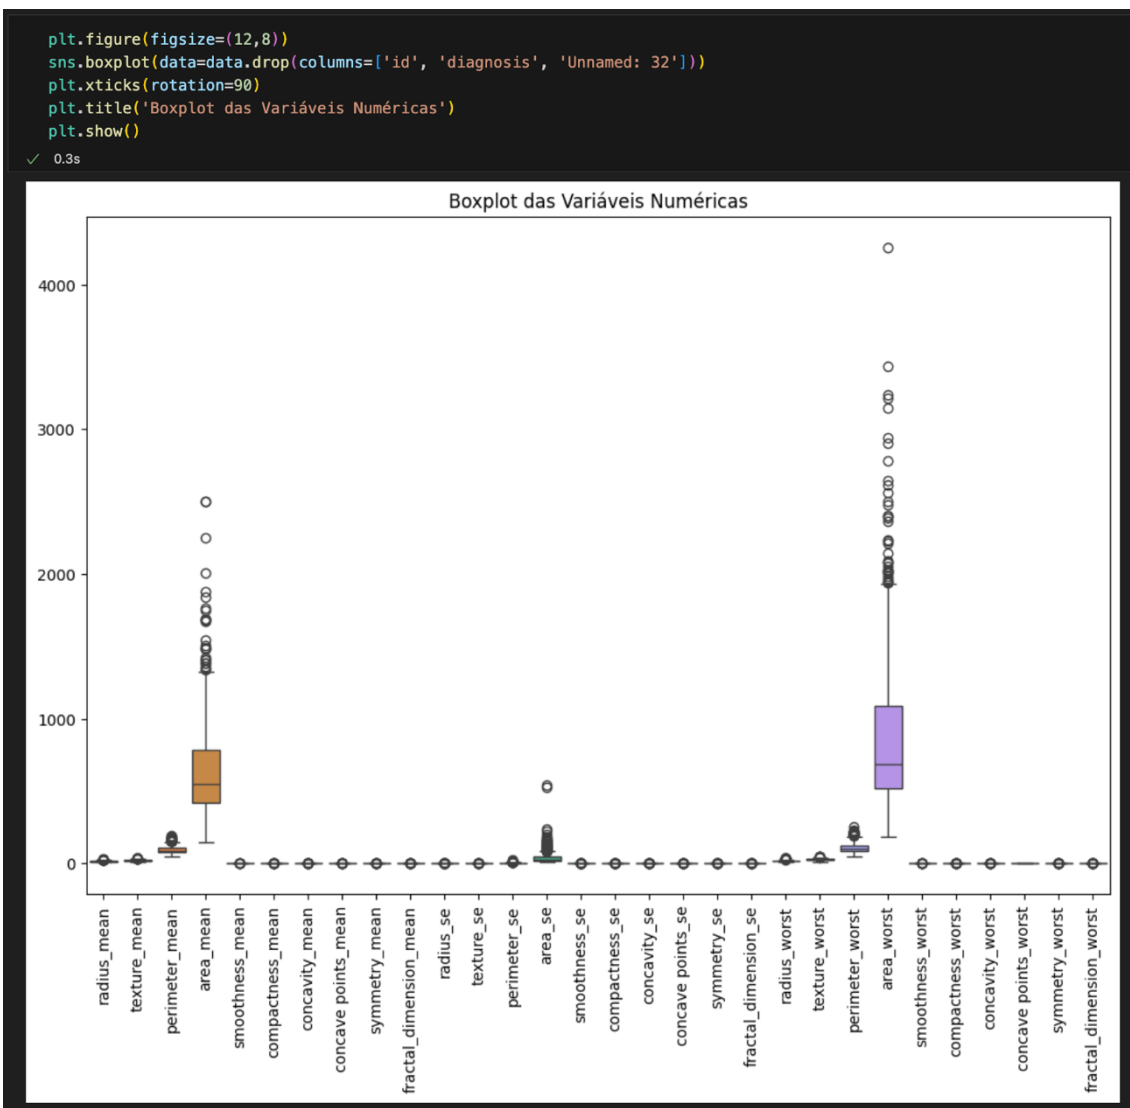 plt.figure(figsize=(12,8))
sns.boxplot(data=data.drop(columns=['id', 'diagnosis', 'Unnamed: 32']))
plt.xticks(rotation=90)
plt.title('Boxplot das Variáveis Numéricas')
plt.show()
✓ 0.3s
Boxplot das Variáveis Numéricas
4000
3000
2000
1000
0
radius_mean
texture_mean
perimeter_mean
area_mean
smoothness_mean
compactness_mean
concavity_mean
concave points_mean
symmetry_mean
fractal_dimension_mean
radius_se
texture_se
perimeter_se
area_se
smoothness_se
compactness_se
concavity_se
concave points_se
symmetry_se
fractal_dimension_se
radius_worst
texture_worst
perimeter_worst
area_worst
smoothness_worst
compactness_worst
concavity_worst
concave points_worst
symmetry_worst
fractal_dimension_worst